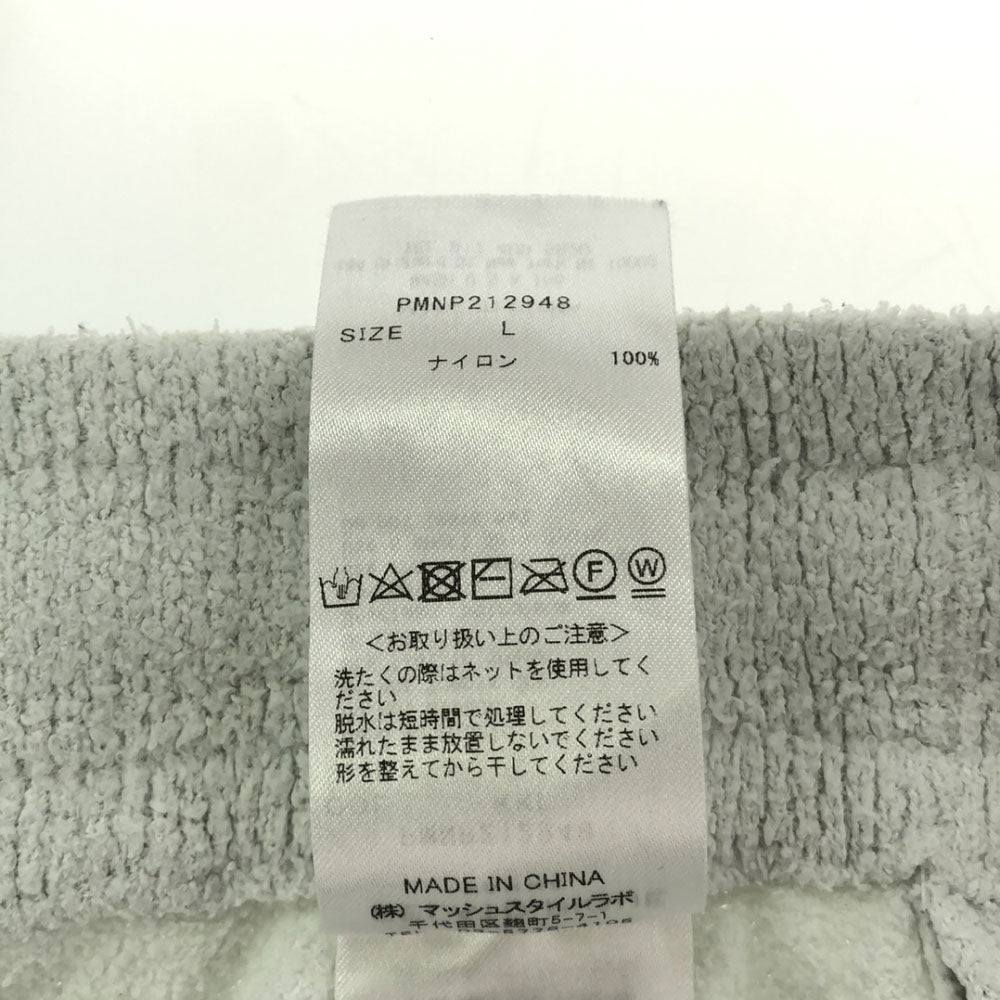 PMNP212948
SIZE L
ナイロン 100%
F W
<お取り扱い上のご注意>
洗たくの際はネットを使用してく
ださい
脱水は短時間で処理してください
濡れたまま放置しないでください
形を整えてから干してください
MADE IN CHINA
(株) マッシュスタイルラボ
千代田区麹町5-7-1
TEL